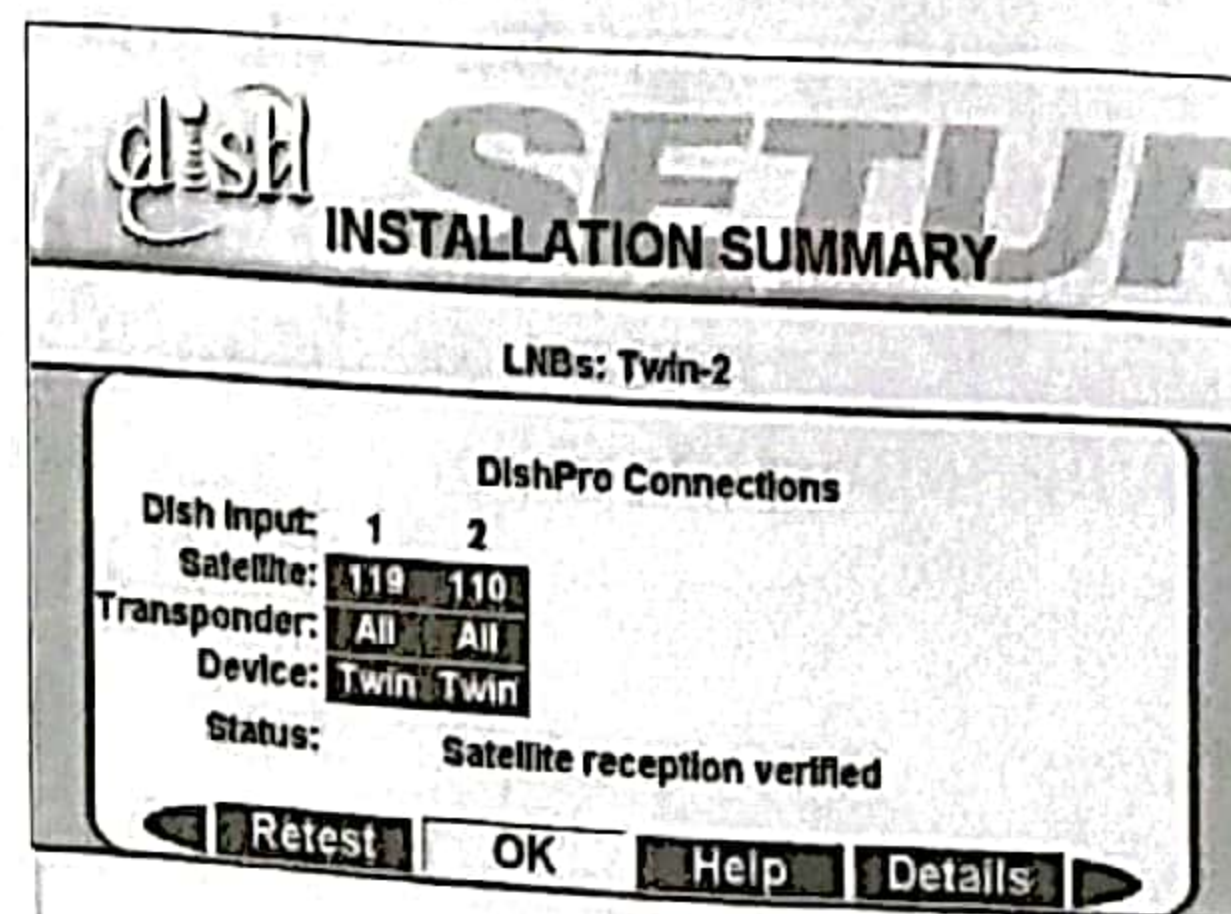 dish
SETUP
INSTALLATION SUMMARY
LNBs: Twin-2
DishPro Connections
Dish Input: 1 2
Satellite: 119 110
Transponder: All All
Device: Twin Twin
Status: Satellite reception verified
Retest OK Help Details